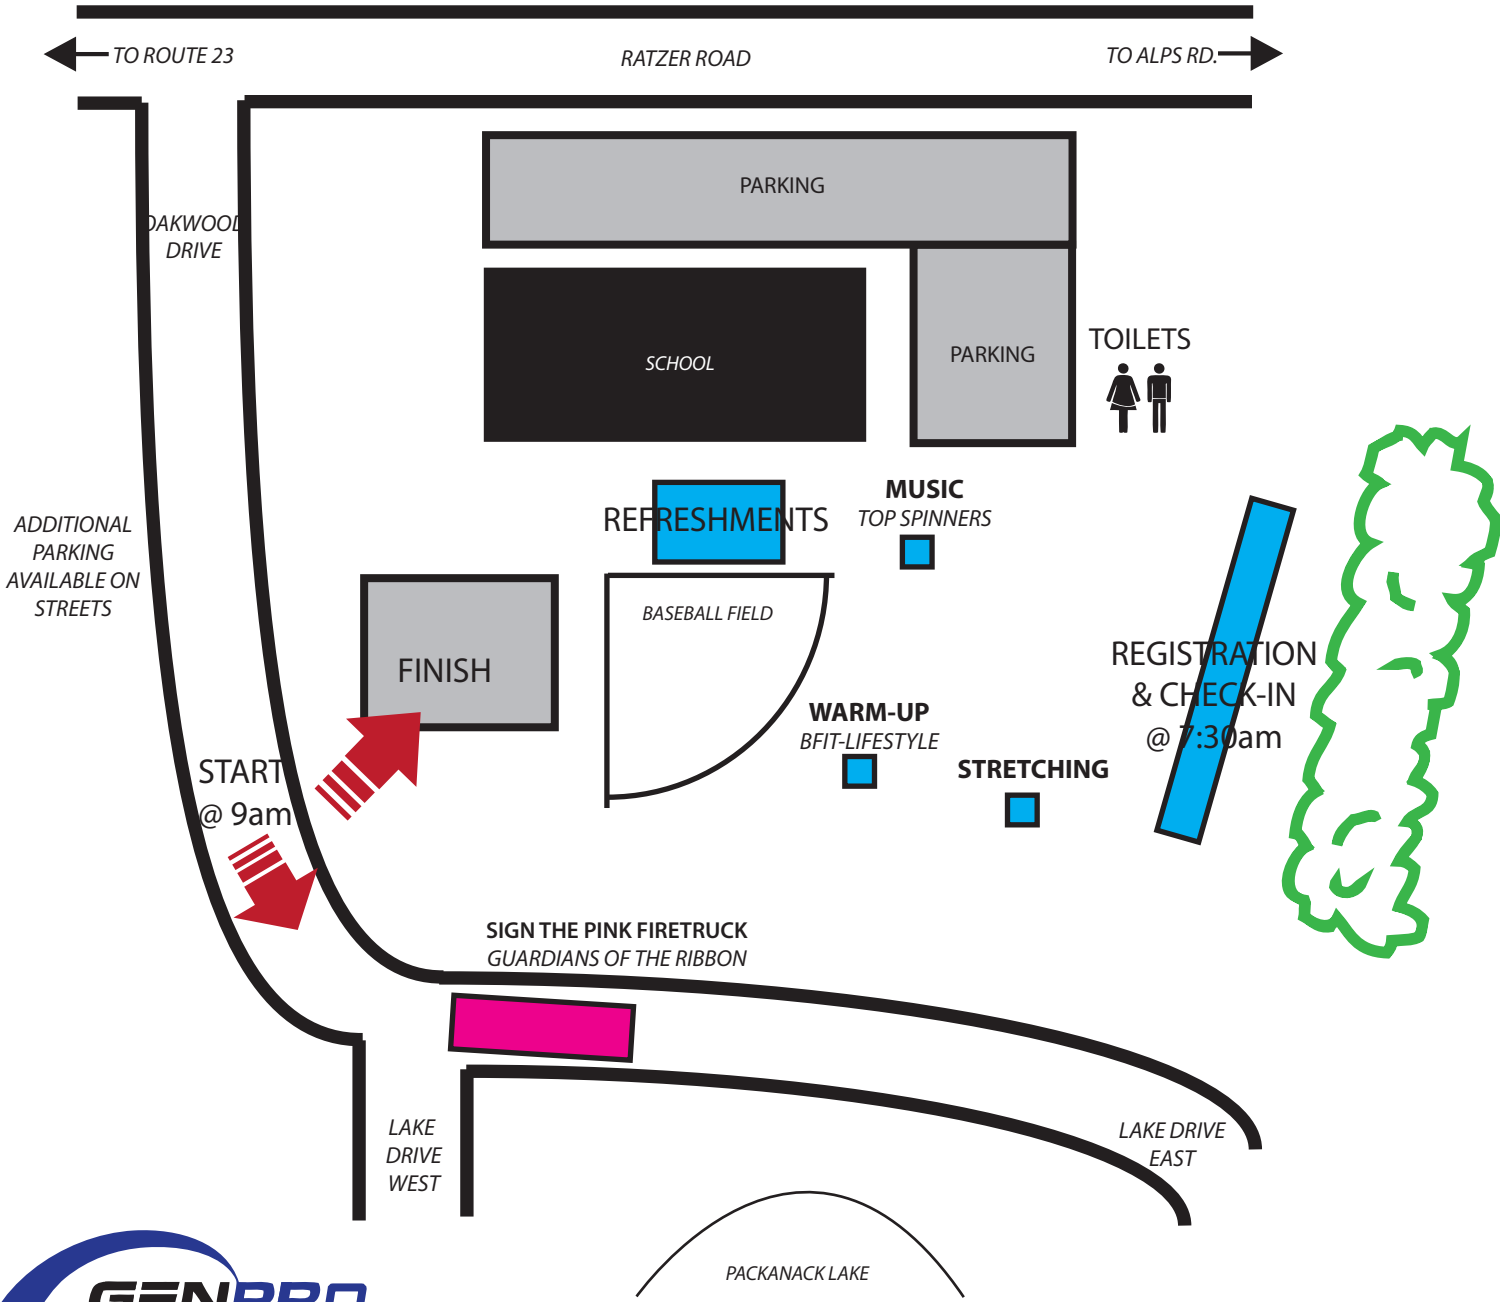 TO ROUTE 23
RATZER ROAD
TO ALPS RD.
PARKING
OAKWOOD
DRIVE
SCHOOL
PARKING
TOILETS
ADDITIONAL
PARKING
AVAILABLE ON
STREETS
REFRESHMENTS
MUSIC
TOP SPINNERS
BASEBALL FIELD
FINISH
REGISTRATION
& CHECK-IN
@ 7:30am
WARM-UP
BFIT-LIFESTYLE
STRETCHING
START
@ 9am
SIGN THE PINK FIRETRUCK
GUARDIANS OF THE RIBBON
LAKE
DRIVE
WEST
LAKE DRIVE
EAST
PACKANACK LAKE
GENPRO